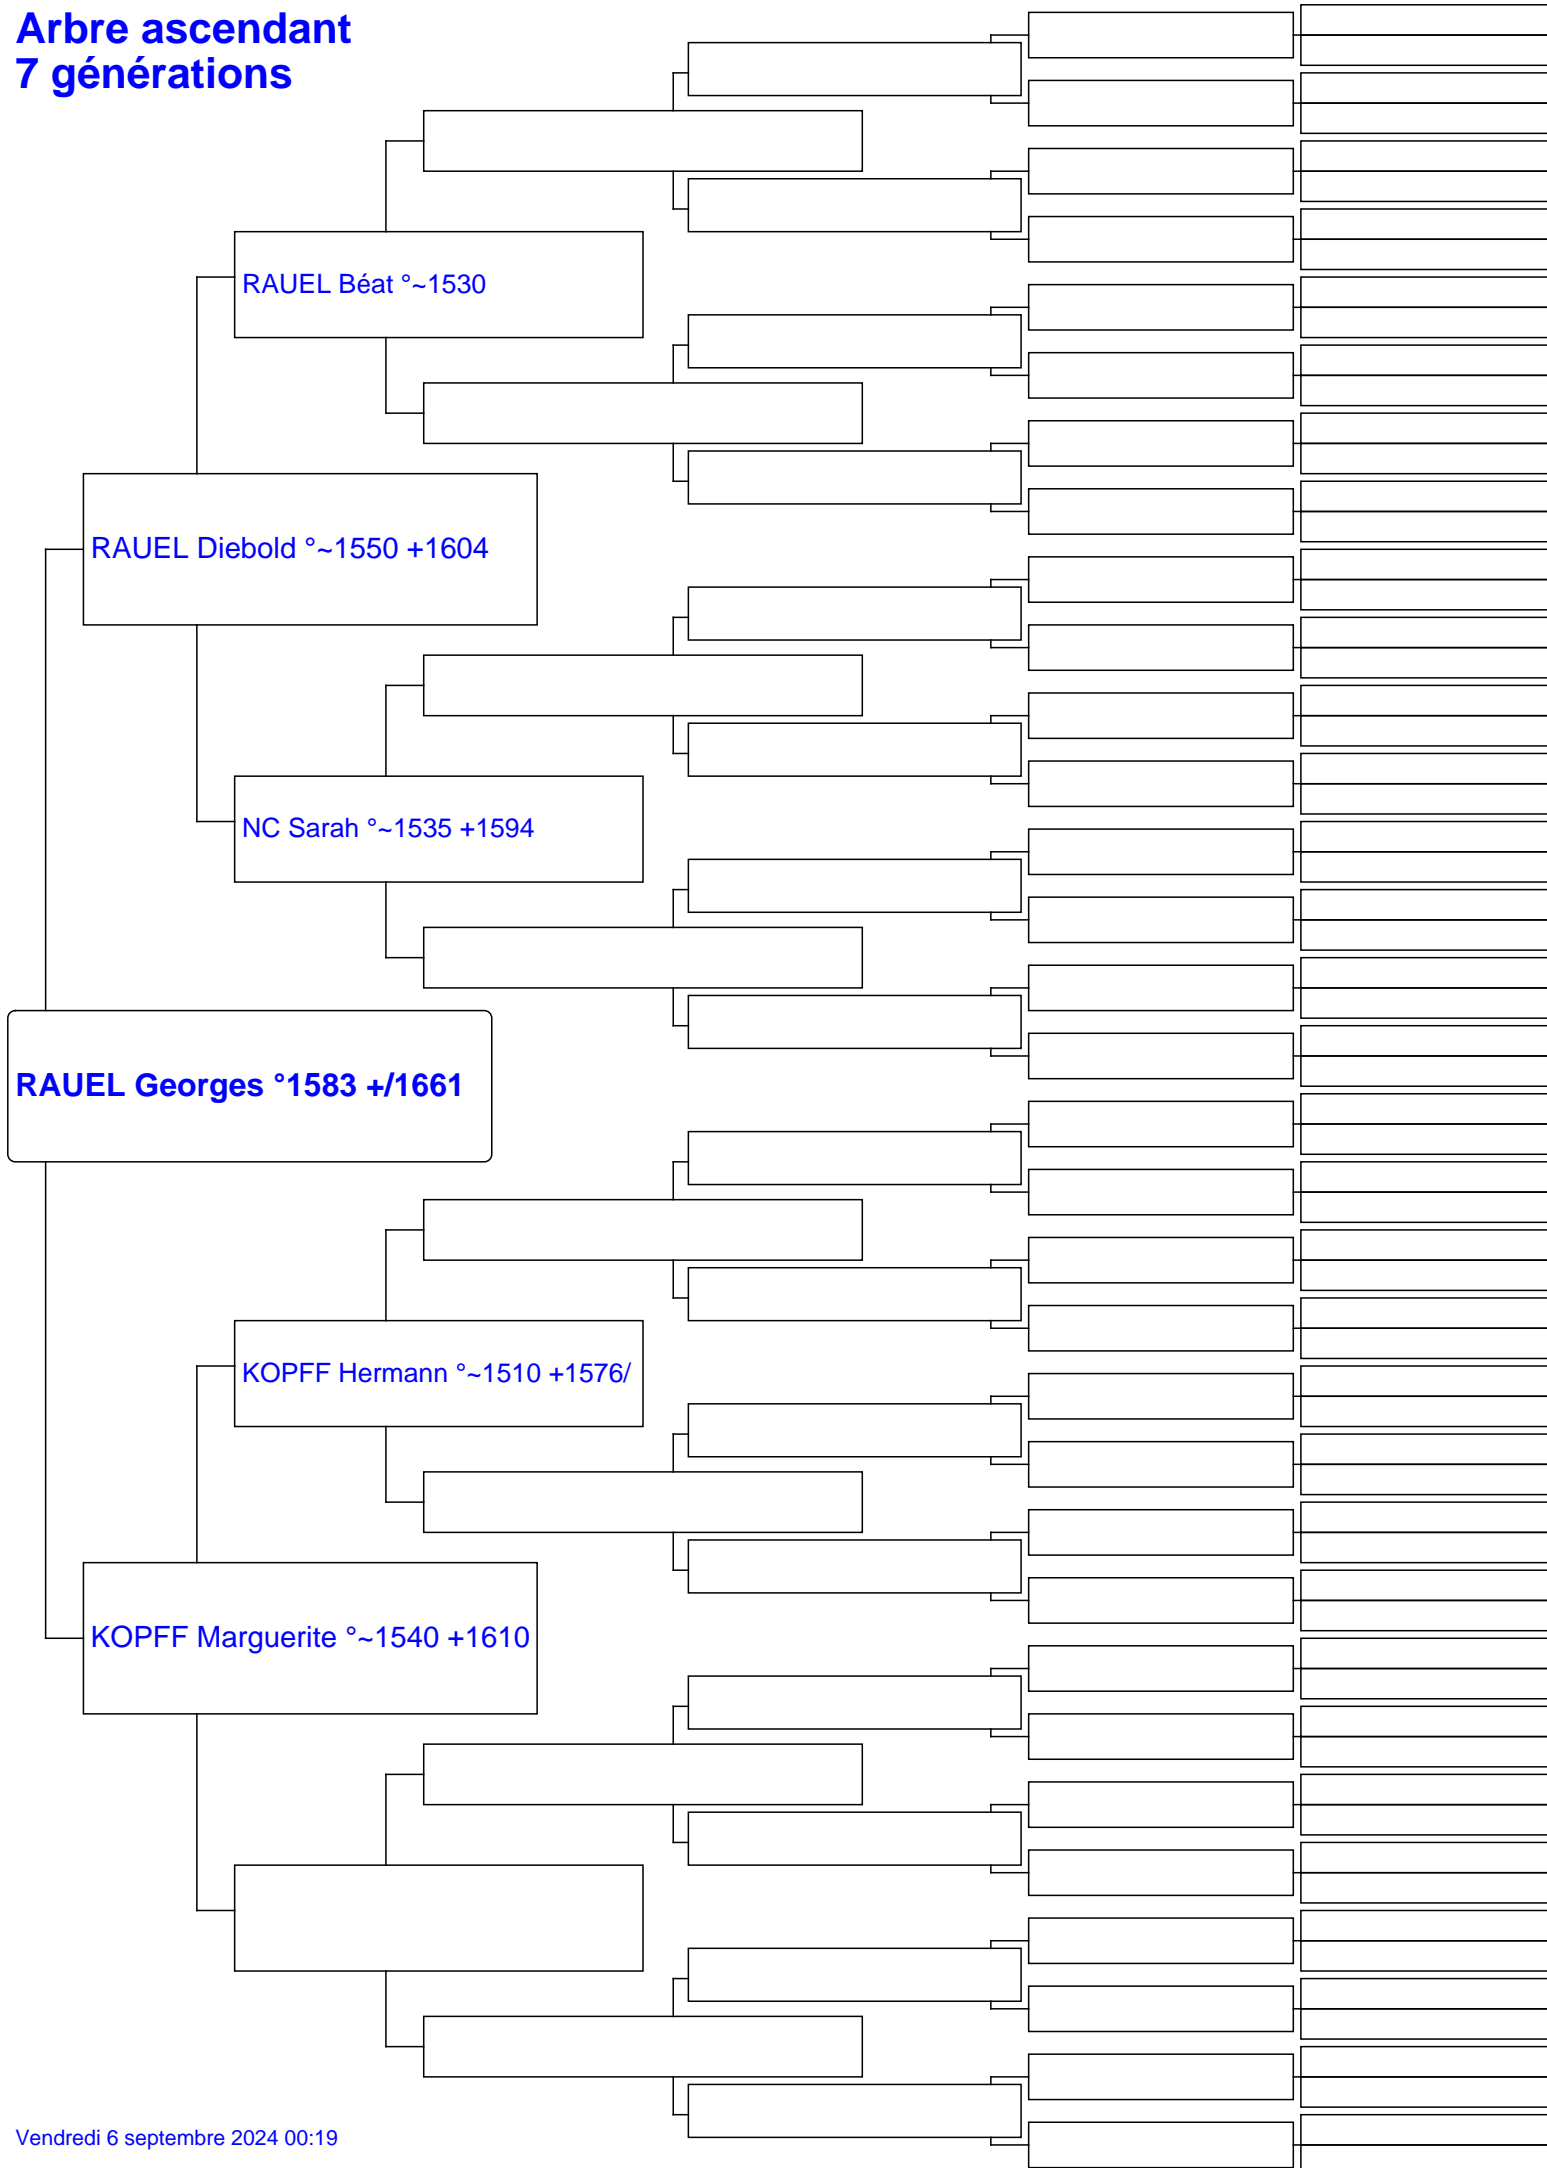 Arbre ascendant
7 générations
RAUEL Béat °~1530
RAUEL Diebold °~1550 +1604
NC Sarah °~1535 +1594
RAUEL Georges °1583 +/1661
KOPFF Hermann °~1510 +1576/
KOPFF Marguerite °~1540 +1610
Vendredi 6 septembre 2024 00:19